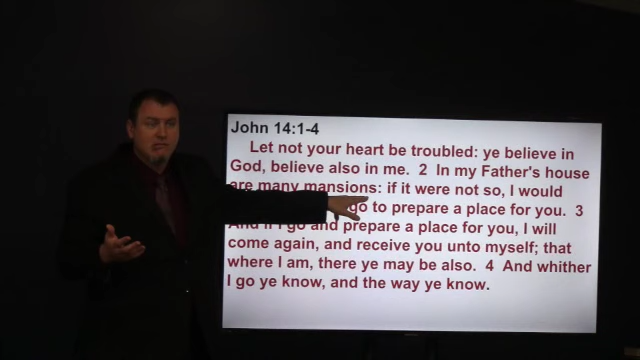 John 14:1-4
Let not your heart be troubled: ye believe in
God, believe also in me. 2 In my Father's house
are many mansions: if it were not so, I would
go to prepare a place for you. 3
And if I go and prepare a place for you, I will
come again, and receive you unto myself; that
where I am, there ye may be also. 4 And whither
I go ye know, and the way ye know.